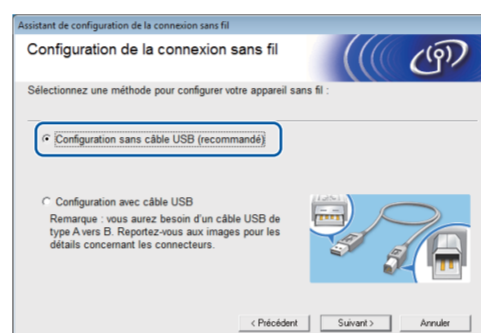 Assistant de configuration de la connexion sans fil
Configuration de la connexion sans fil
Sélectionnez une méthode pour configurer votre appareil sans fil :
Configuration sans câble USB (recommandé)
Configuration avec câble USB
Remarque : vous aurez besoin d'un câble USB de
type A vers B. Reportez-vous aux images pour les
détails concernant les connecteurs.
< Précédent
Suivant >
Annuler